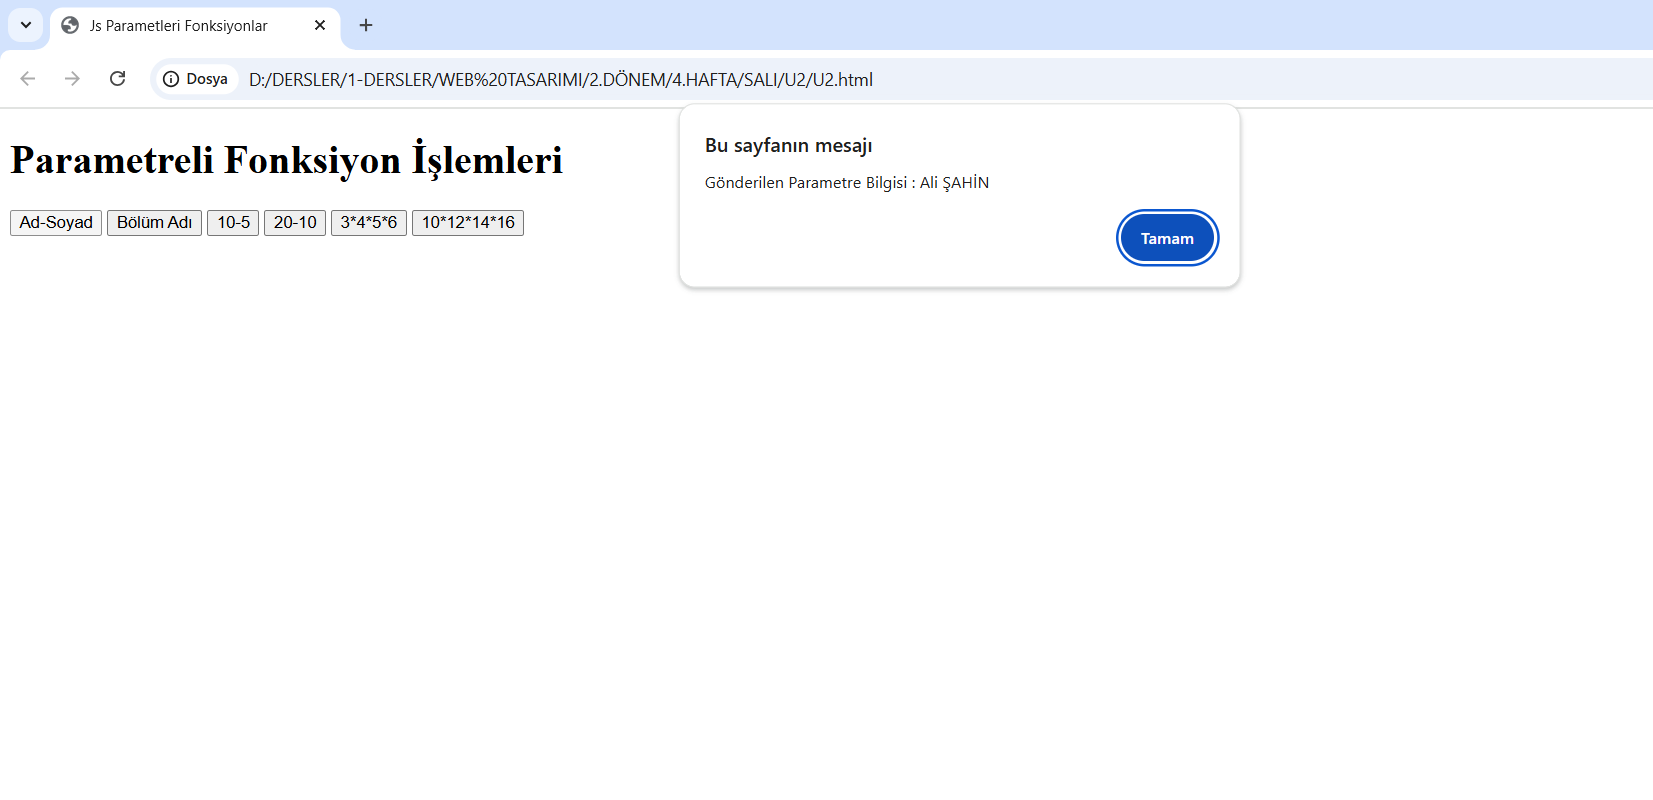 Js Parametleri Fonksiyonlar
Dosya D:/DERSLER/1-DERSLER/WEB%20TASARIMI/2.DÖNEM/4.HAFTA/SALI/U2/U2.html
Bu sayfanın mesajı
Parametreli Fonksiyon İşlemleri
Gönderilen Parametre Bilgisi : Ali ŞAHİN
Ad-Soyad Bölüm Adı 10-5 20-10 3*4*5*6 10*12*14*16
Tamam